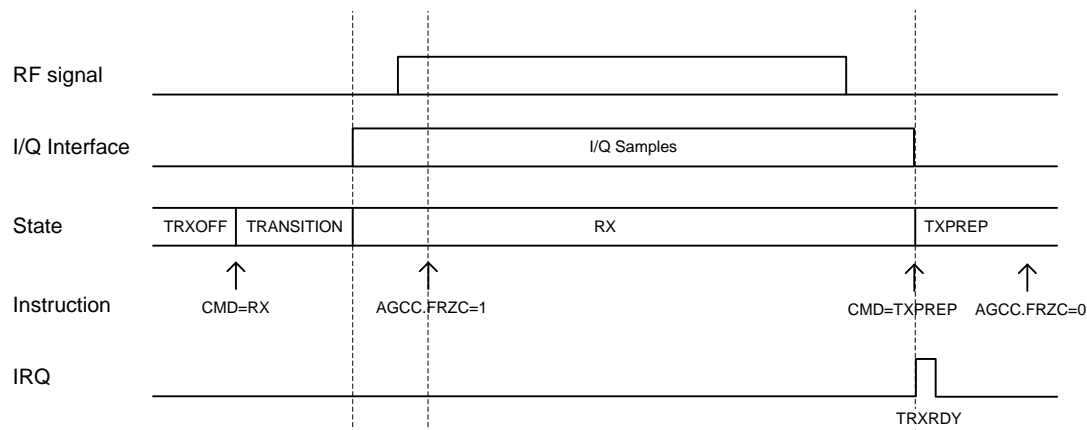 RF signal
I/Q Interface
I/Q Samples
State
TRXOFF
TRANSITION
RX
TXPREP
Instruction
CMD=RX
AGCC.FRZC=1
CMD=TXPREP
AGCC.FRZC=0
IRQ
TRXRDY